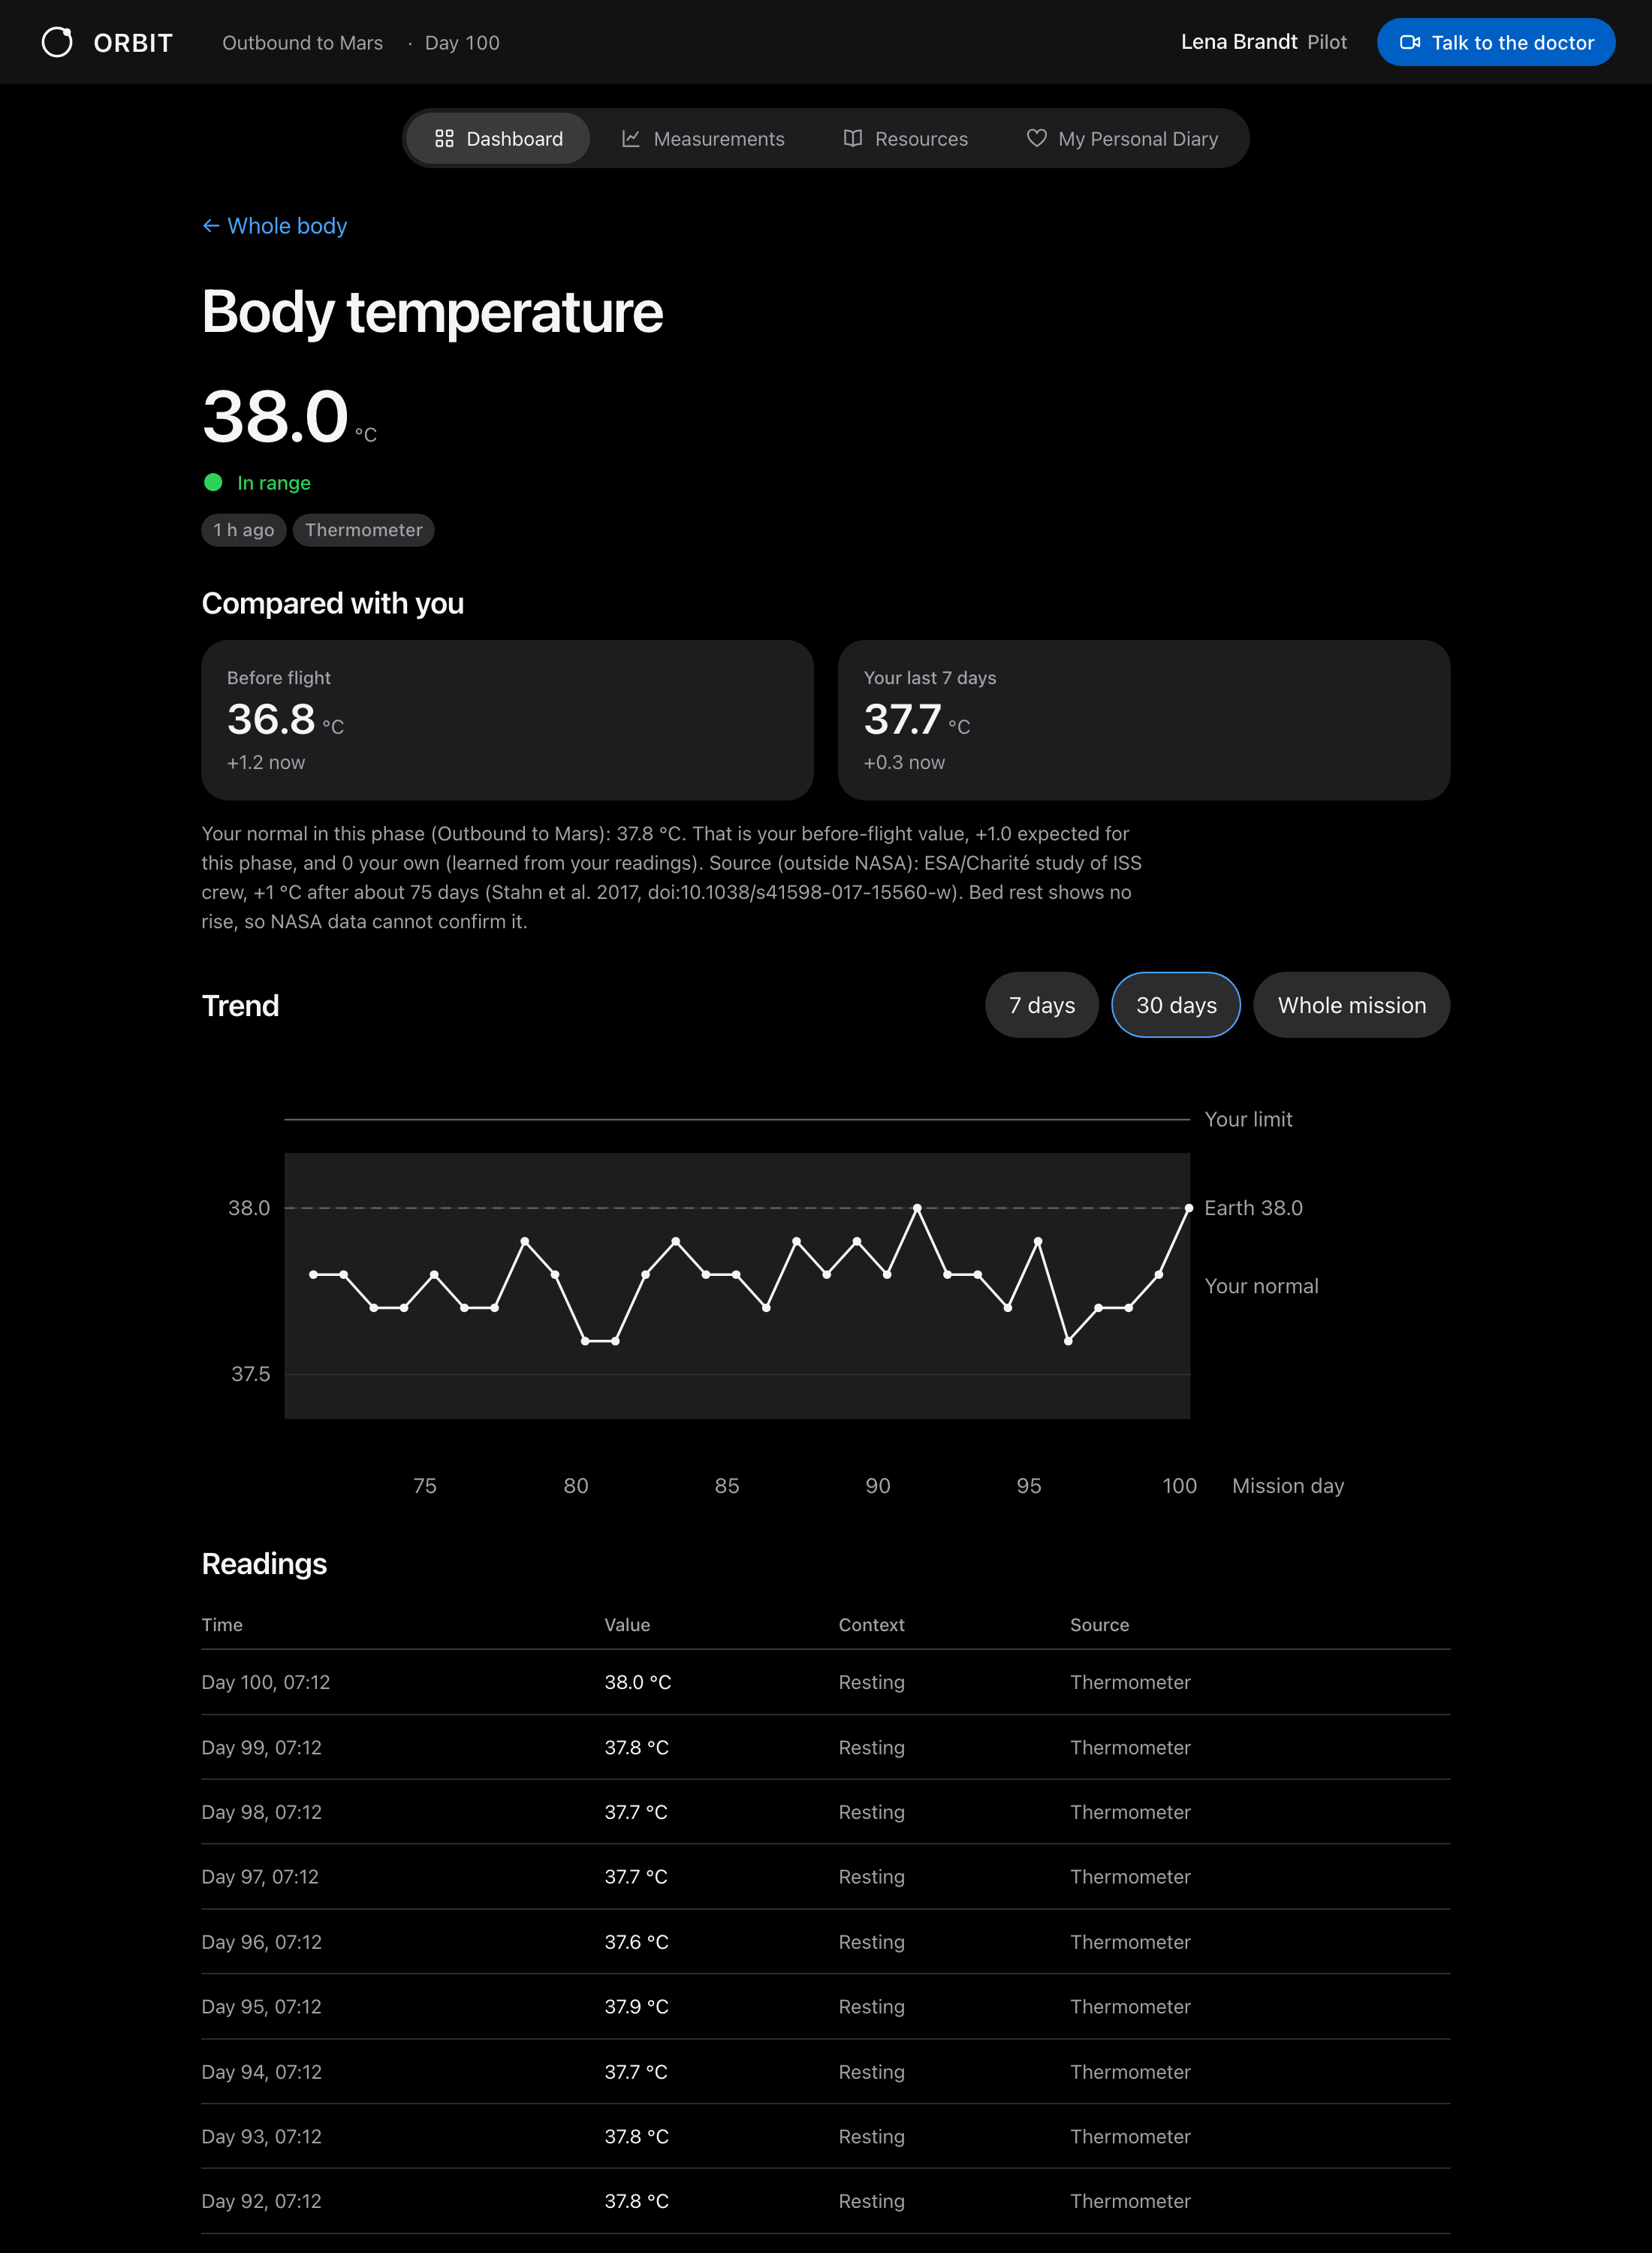 ORBIT
Outbound to Mars · Day 100
Lena Brandt Pilot
Talk to the doctor
Dashboard
Measurements
Resources
My Personal Diary
← Whole body
Body temperature
38.0 °C
In range
1 h ago
Thermometer
Compared with you
Before flight
36.8 °C
+1.2 now
Your last 7 days
37.7 °C
+0.3 now
Your normal in this phase (Outbound to Mars): 37.8 °C. That is your before-flight value, +1.0 expected for
this phase, and 0 your own (learned from your readings). Source (outside NASA): ESA/Charité study of ISS
crew, +1 °C after about 75 days (Stahn et al. 2017, doi:10.1038/s41598-017-15560-w). Bed rest shows no
rise, so NASA data cannot confirm it.
Trend
7 days
30 days
Whole mission
Your limit
38.0
Earth 38.0
Your normal
37.5
75 80 85 90 95 100 Mission day
Readings
Time Value Context Source
Day 100, 07:12 38.0 °C Resting Thermometer
Day 99, 07:12 37.8 °C Resting Thermometer
Day 98, 07:12 37.7 °C Resting Thermometer
Day 97, 07:12 37.7 °C Resting Thermometer
Day 96, 07:12 37.6 °C Resting Thermometer
Day 95, 07:12 37.9 °C Resting Thermometer
Day 94, 07:12 37.7 °C Resting Thermometer
Day 93, 07:12 37.8 °C Resting Thermometer
Day 92, 07:12 37.8 °C Resting Thermometer